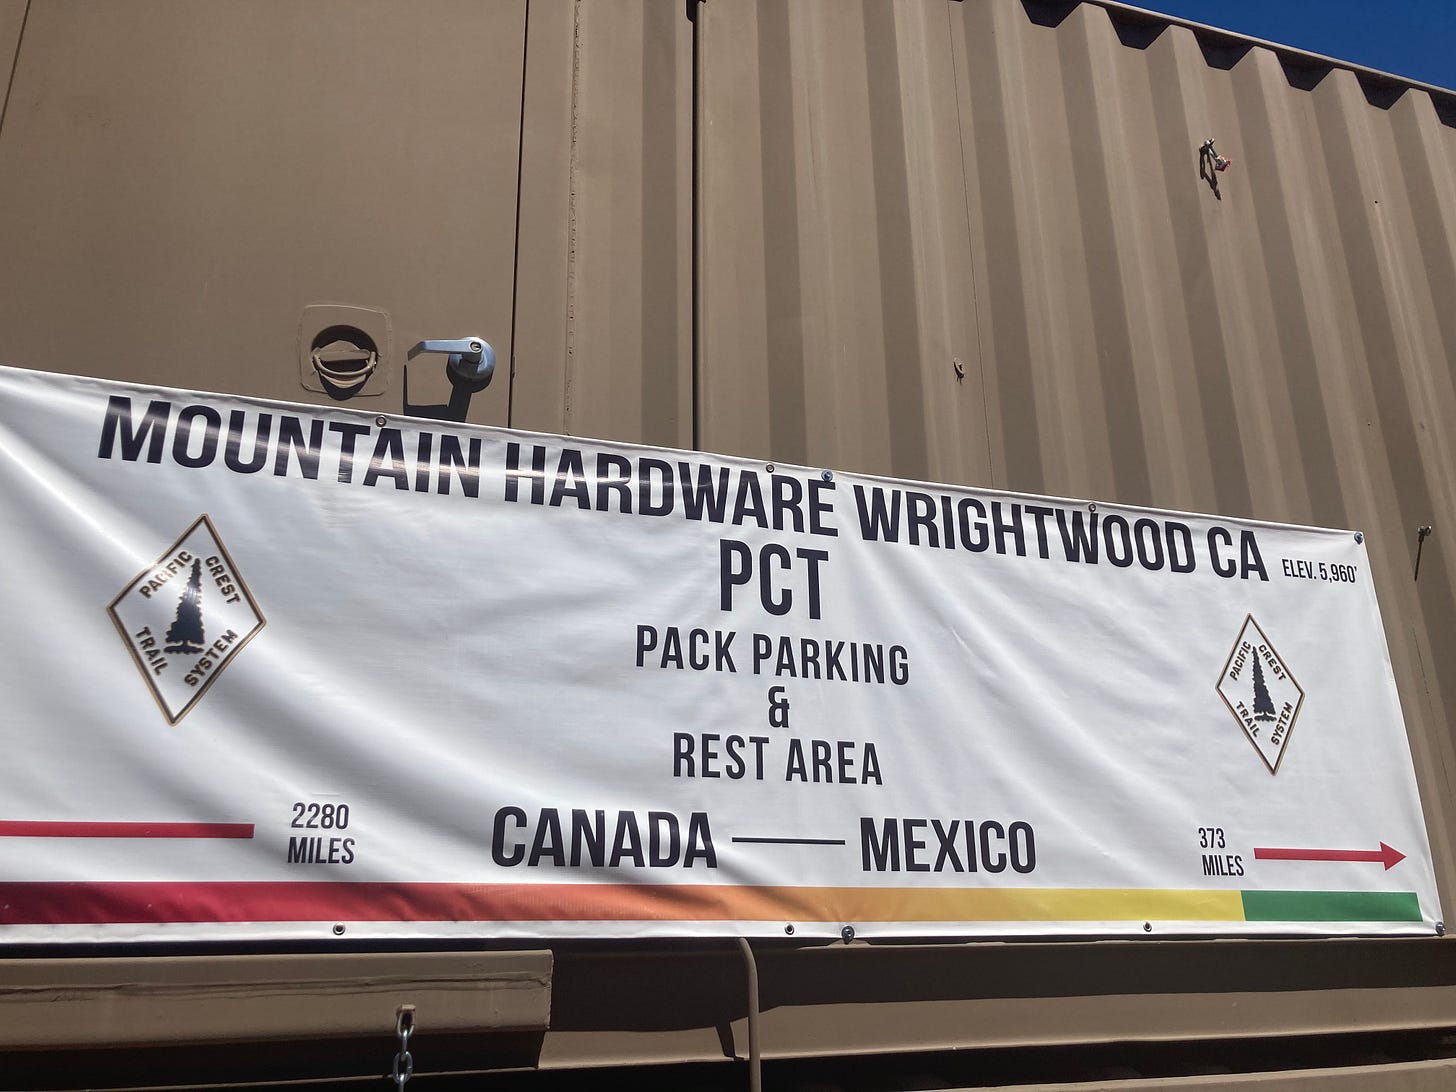 MOUNTAIN HARDWARE WRIGHTWOOD CA ELEV. 5,960'
PCT
PACK PARKING
&
REST AREA
PACIFIC CREST
TRAIL SYSTEM
PACIFIC CREST
TRAIL SYSTEM
2280
MILES
CANADA — MEXICO
373
MILES